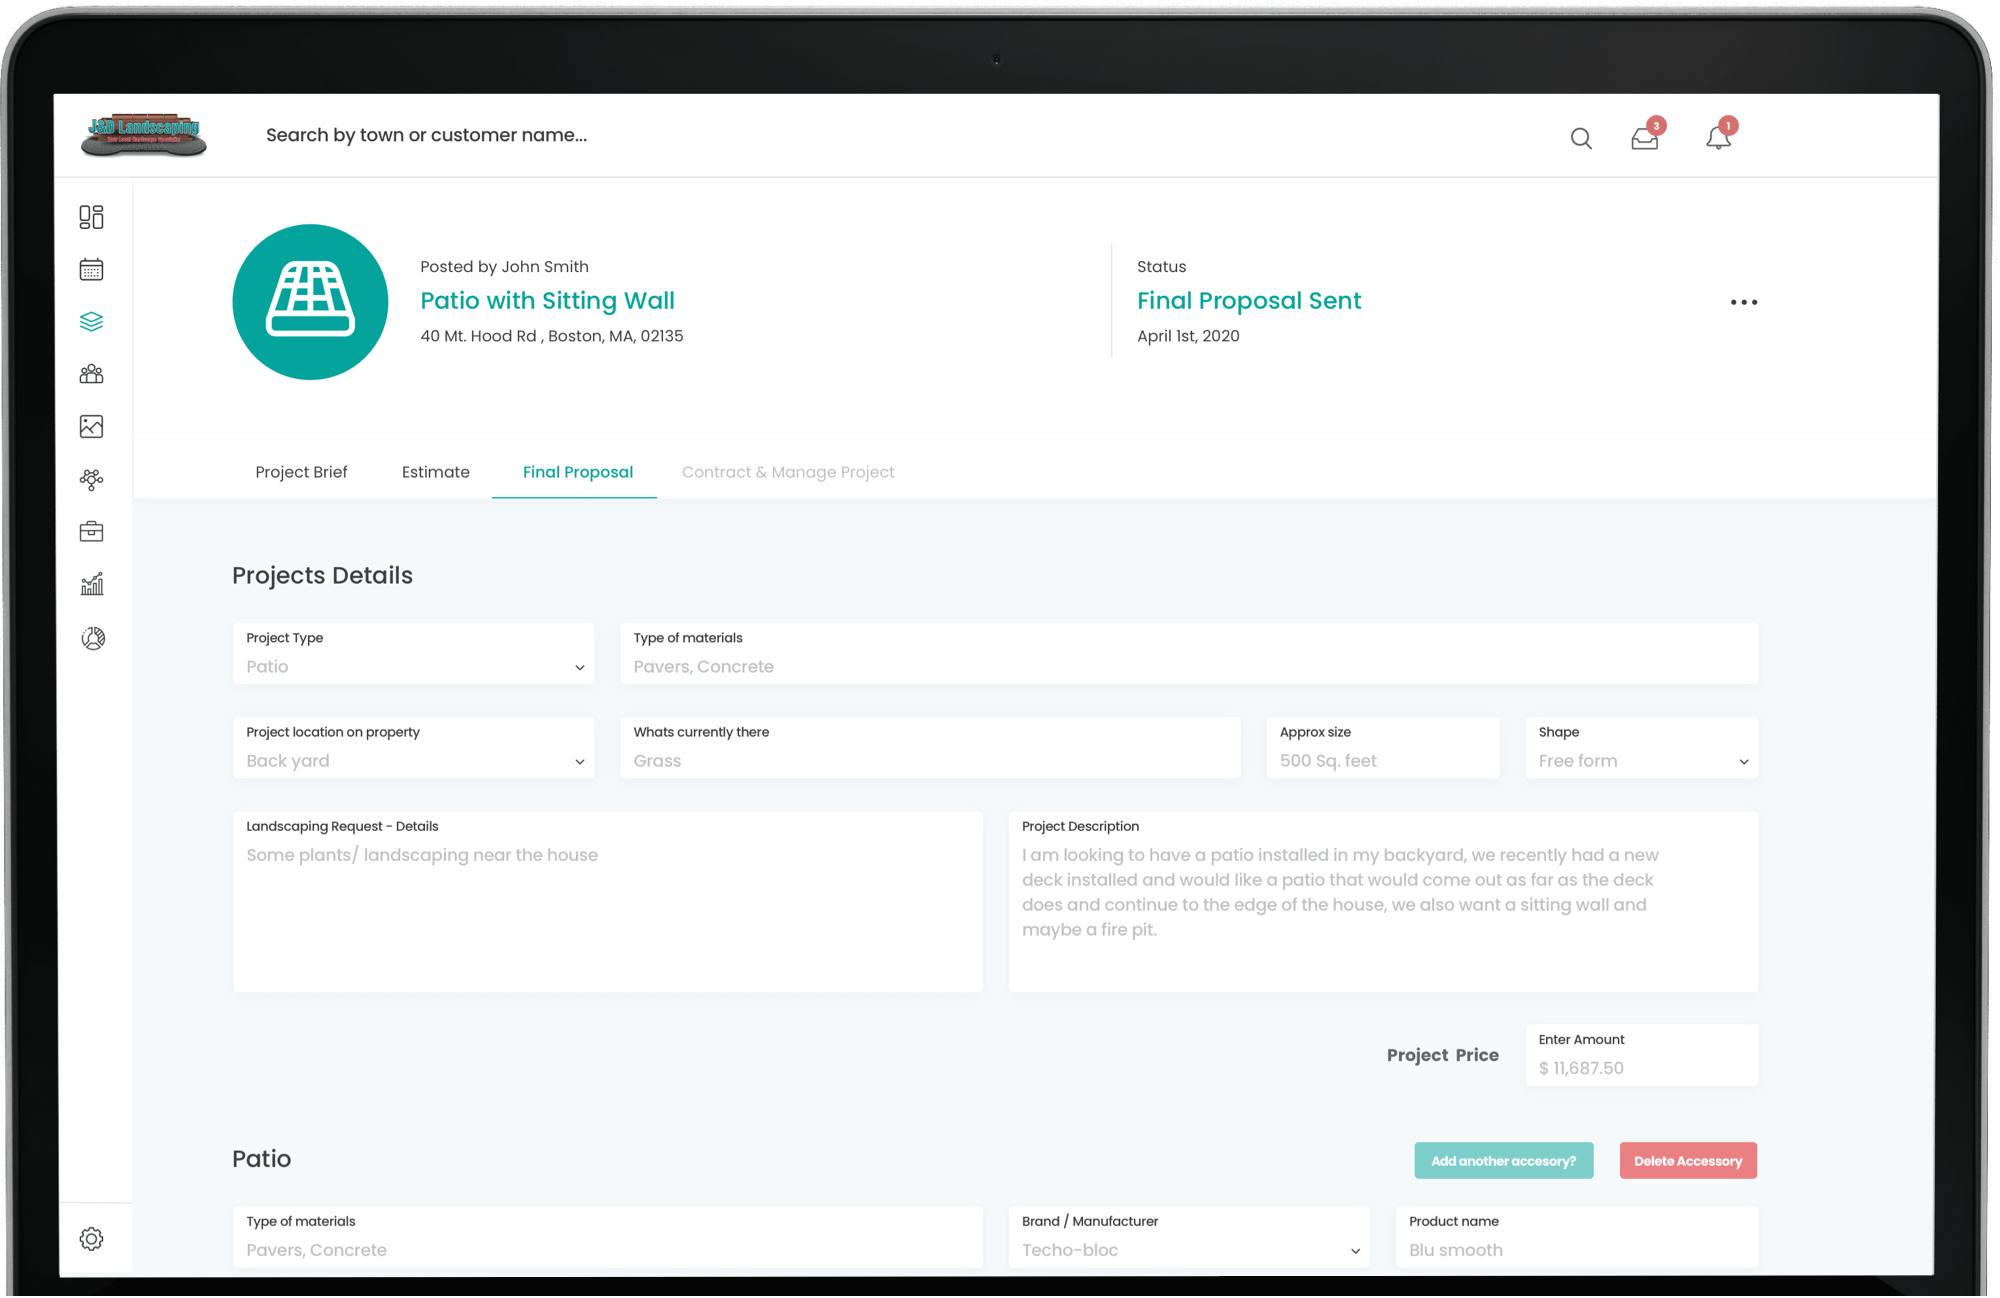 J&D Landscaping
Search by town or customer name...
3
1
Posted by John Smith
Patio with Sitting Wall
40 Mt. Hood Rd , Boston, MA, 02135
Status
Final Proposal Sent
April 1st, 2020
Project Brief
Estimate
Final Proposal
Contract & Manage Project
Projects Details
Project Type
Patio
Type of materials
Pavers, Concrete
Project location on property
Back yard
Whats currently there
Grass
Approx size
500 Sq. feet
Shape
Free form
Landscaping Request - Details
Some plants/ landscaping near the house
Project Description
I am looking to have a patio installed in my backyard, we recently had a new
deck installed and would like a patio that would come out as far as the deck
does and continue to the edge of the house, we also want a sitting wall and
maybe a fire pit.
Project Price
Enter Amount
$ 11,687.50
Patio
Add another accesory?
Delete Accessory
Type of materials
Pavers, Concrete
Brand / Manufacturer
Techo-bloc
Product name
Blu smooth